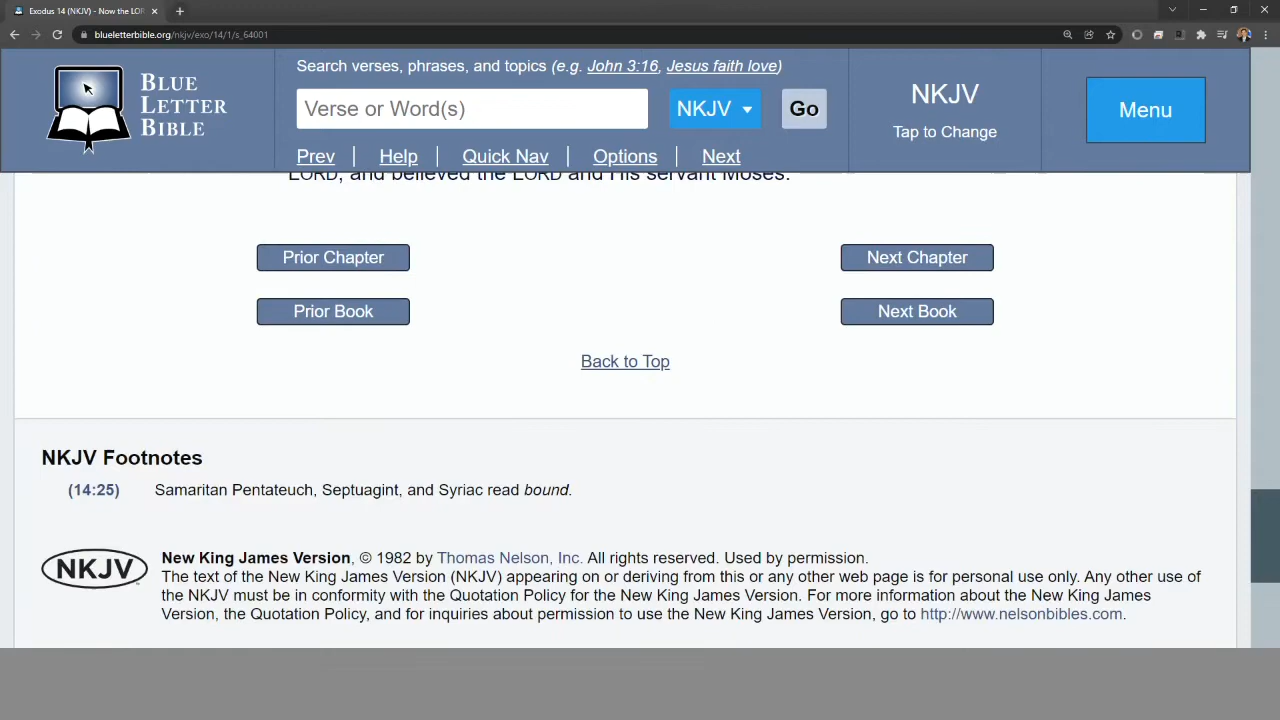 Exodus 14 (NKJV) - Now the LOR
blueletterbible.org/nkjv/exo/14/1/s_64001
BLUE
LETTER
BIBLE
Search verses, phrases, and topics (e.g. John 3:16, Jesus faith love)
Verse or Word(s)
NKJV
Go
Prev | Help | Quick Nav | Options | Next
NKJV
Tap to Change
Menu
LORD, and believed the LORD and His servant Moses.
Prior Chapter
Next Chapter
Prior Book
Next Book
Back to Top
NKJV Footnotes
(14:25) Samaritan Pentateuch, Septuagint, and Syriac read bound.
NKJV
New King James Version, © 1982 by Thomas Nelson, Inc. All rights reserved. Used by permission.
The text of the New King James Version (NKJV) appearing on or deriving from this or any other web page is for personal use only. Any other use of
the NKJV must be in conformity with the Quotation Policy for the New King James Version. For more information about the New King James
Version, the Quotation Policy, and for inquiries about permission to use the New King James Version, go to http://www.nelsonbibles.com.